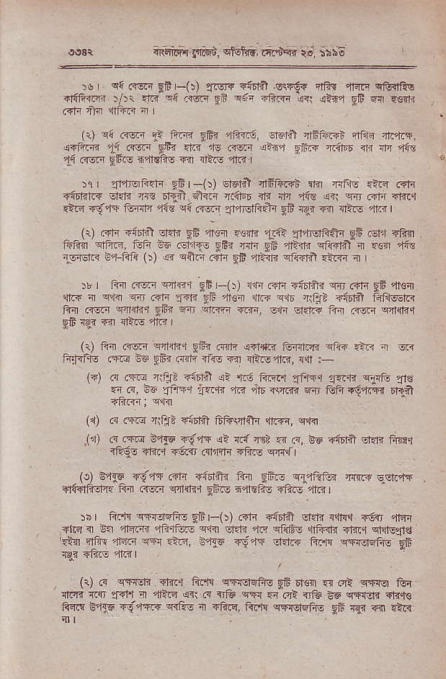 ৩৩৪২ বাংলাদেশ গেজেট, অতিরিক্ত, সেপ্টেম্বর ২৩, ১৯৯৩
১৬। অর্ধ বেতনে ছুটি।—(১) প্রত্যেক কর্মচারী তৎকর্তৃক দায়িত্ব পালনে অতিবাহিত
কার্যদিবসের ১/১২ হারে অর্ধ বেতনে ছুটি অর্জন করিবেন এবং এইরূপ ছুটি জমা হওয়ার
কোন সীমা থাকিবে না।
(২) অর্ধ বেতনে দুই দিনের ছুটির পরিবর্তে, ডাক্তারী সার্টিফিকেট দাখিল সাপেক্ষে,
একদিনের পূর্ণ বেতনে ছুটির হারে গড় বেতনে এইরূপ ছুটিকে সর্বোচ্চ বার মাস পর্যন্ত
পূর্ণ বেতনে ছুটিতে রূপান্তরিত করা যাইতে পারে।
১৭। প্রাপ্যতাবিহীন ছুটি।—(১) ডাক্তারী সার্টিফিকেট দ্বারা সমর্থিত হইলে কোন
কর্মচারীকে তাহার সমগ্র চাকুরী জীবনে সর্বোচ্চ বার মাস পর্যন্ত এবং অন্য কোন কারণে
হইলে কর্তৃপক্ষ তিনমাস পর্যন্ত অর্ধ বেতনে প্রাপ্যতাবিহীন ছুটি মঞ্জুর করা যাইতে পারে।
(২) কোন কর্মচারী তাহার ছুটি পাওনা হওয়ার পূর্বেই প্রাপ্যতাবিহীন ছুটি ভোগ করিয়া
ফিরিয়া আসিলে, তিনি উক্ত ভোগকৃত ছুটির সমান ছুটি পাইবার অধিকারী না হওয়া পর্যন্ত
নূতনভাবে উপ-বিধি (১) এর অধীনে কোন ছুটি পাইবার অধিকারী হইবেন না।
১৮। বিনা বেতনে অসাধারণ ছুটি।—(১) যখন কোন কর্মচারীর অন্য কোন ছুটি পাওনা
থাকে না অথবা অন্য কোন প্রকার ছুটি পাওনা থাকে অথচ সংশ্লিষ্ট কর্মচারী লিখিতভাবে
বিনা বেতনে অসাধারণ ছুটির জন্য আবেদন করেন, তখন তাহাকে বিনা বেতনে অসাধারণ
ছুটি মঞ্জুর করা যাইতে পারে।
(২) বিনা বেতনে অসাধারণ ছুটির মেয়াদ একাধারে তিনমাসের অধিক হইবে না তবে
নিম্নবর্ণিত ক্ষেত্রে উক্ত ছুটির মেয়াদ বর্ধিত করা যাইতে পারে, যথা :—
(ক) যে ক্ষেত্রে সংশ্লিষ্ট কর্মচারী এই শর্তে বিদেশে প্রশিক্ষণ গ্রহণের অনুমতি প্রাপ্ত
হন যে, উক্ত প্রশিক্ষণ গ্রহণের পরে পাঁচ বৎসরের জন্য তিনি কর্তৃপক্ষের চাকুরী
করিবেন; অথবা
(খ) যে ক্ষেত্রে সংশ্লিষ্ট কর্মচারী চিকিৎসাধীন থাকেন, অথবা
(গ) যে ক্ষেত্রে উপযুক্ত কর্তৃপক্ষ এই মর্মে সন্তুষ্ট হয় যে, উক্ত কর্মচারী তাহার নিয়ন্ত্রণ
বহির্ভূত কারণে কর্তব্যে যোগদান করিতে অসমর্থ।
(৩) উপযুক্ত কর্তৃপক্ষ কোন কর্মচারীর বিনা ছুটিতে অনুপস্থিতির সময়কে ভূতাপেক্ষ
কার্যকারিতাসহ বিনা বেতনে অসাধারণ ছুটিতে রূপান্তরিত করিতে পারে।
১৯। বিশেষ অক্ষমতাজনিত ছুটি।—(১) কোন কর্মচারী তাহার যথাযথ কর্তব্য পালন
কালে বা উহা পালনের পরিণতিতে অথবা তাহার পদে অধিষ্ঠিত থাকিবার কারণে আঘাতপ্রাপ্ত
হইয়া দায়িত্ব পালনে অক্ষম হইলে, উপযুক্ত কর্তৃপক্ষ তাহাকে বিশেষ অক্ষমতাজনিত ছুটি
মঞ্জুর করিতে পারে।
(২) যে অক্ষমতার কারণে বিশেষ অক্ষমতাজনিত ছুটি চাওয়া হয় সেই অক্ষমতা তিন
মাসের মধ্যে প্রকাশ না পাইলে এবং যে ব্যক্তি অক্ষম হন সেই ব্যক্তি উক্ত অক্ষমতার কারণও
বিলম্বে উপযুক্ত কর্তৃপক্ষকে অবহিত না করিলে, বিশেষ অক্ষমতাজনিত ছুটি মঞ্জুর করা হইবে
না।